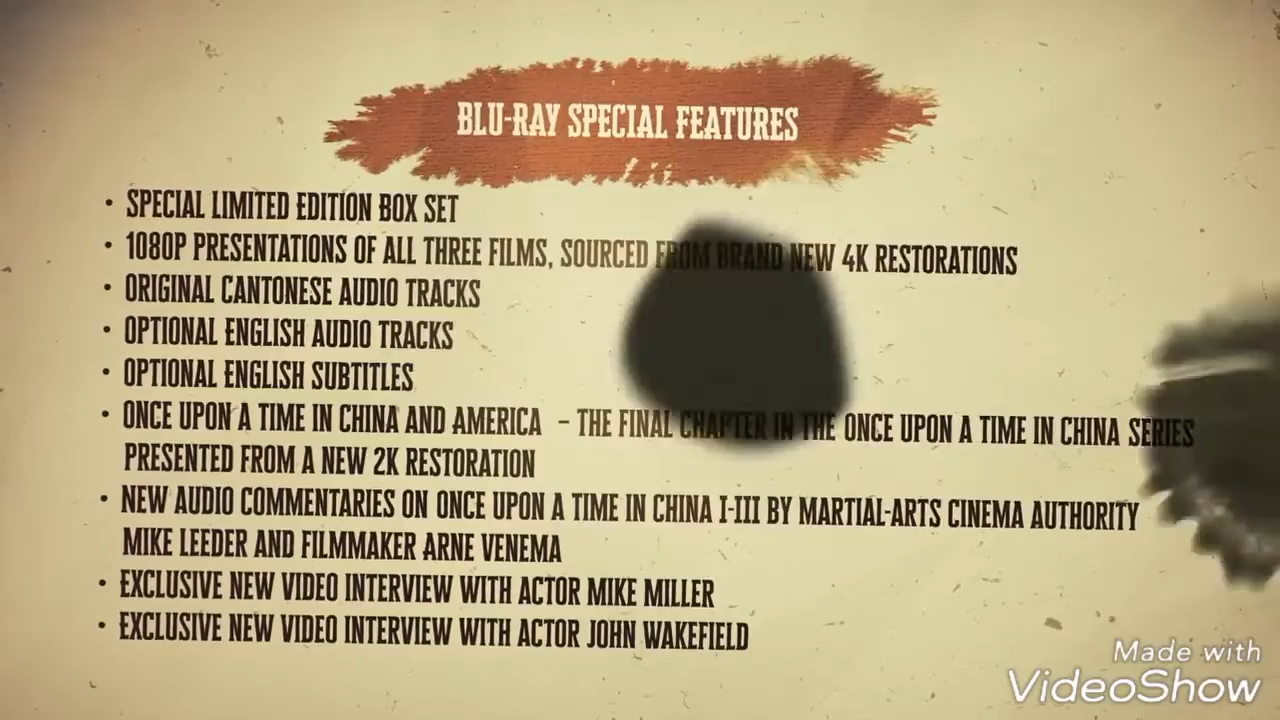 BLU-RAY SPECIAL FEATURES
• SPECIAL LIMITED EDITION BOX SET
• 1080P PRESENTATIONS OF ALL THREE FILMS, SOURCED FROM BRAND NEW 4K RESTORATIONS
• ORIGINAL CANTONESE AUDIO TRACKS
• OPTIONAL ENGLISH AUDIO TRACKS
• OPTIONAL ENGLISH SUBTITLES
• ONCE UPON A TIME IN CHINA AND AMERICA – THE FINAL CHAPTER IN THE ONCE UPON A TIME IN CHINA SERIES
PRESENTED FROM A NEW 2K RESTORATION
• NEW AUDIO COMMENTARIES ON ONCE UPON A TIME IN CHINA I-III BY MARTIAL-ARTS CINEMA AUTHORITY
MIKE LEEDER AND FILMMAKER ARNE VENEMA
• EXCLUSIVE NEW VIDEO INTERVIEW WITH ACTOR MIKE MILLER
• EXCLUSIVE NEW VIDEO INTERVIEW WITH ACTOR JOHN WAKEFIELD
Made with
VideoShow